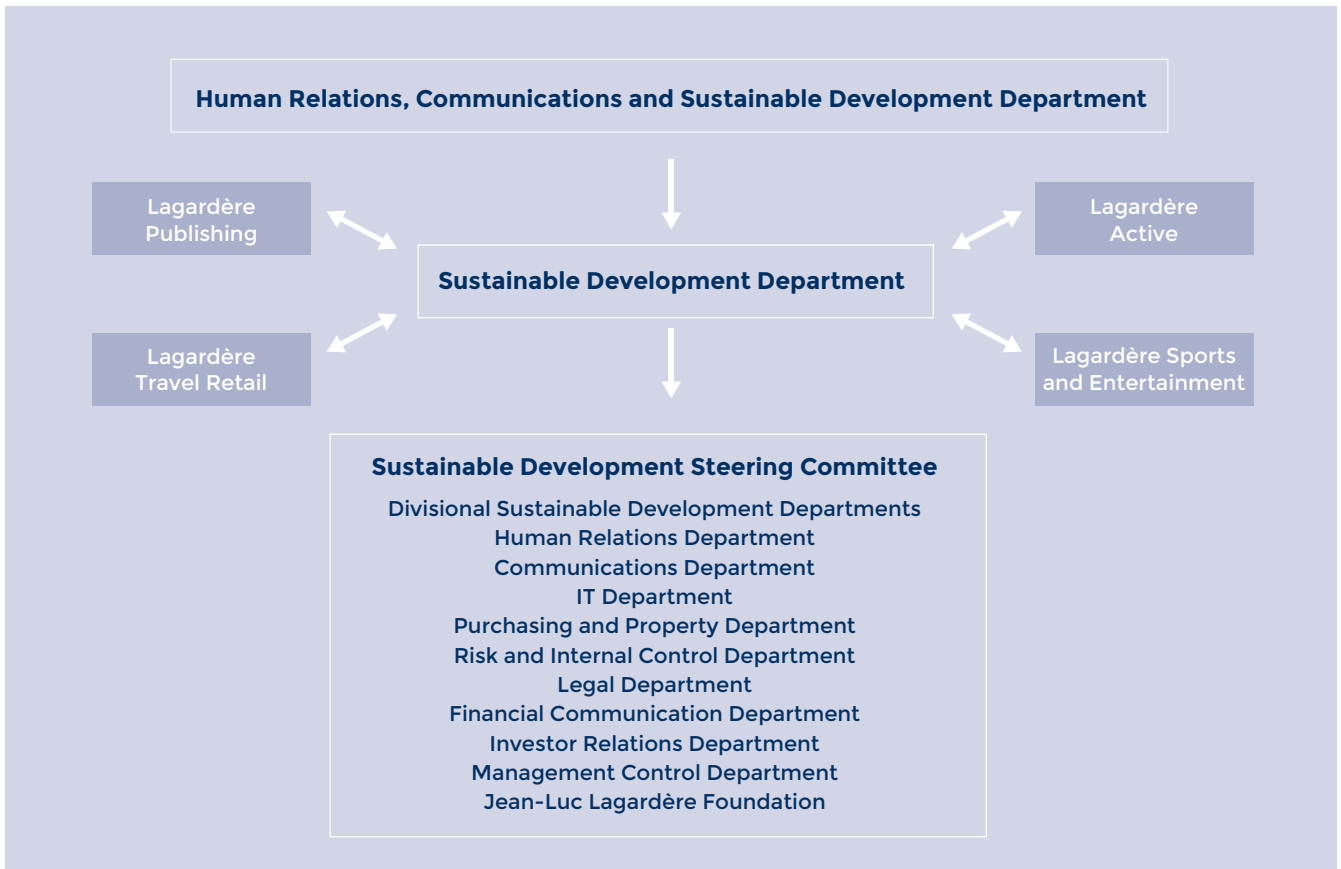 Human Relations, Communications and Sustainable Development Department
Lagardère
Publishing
Lagardère
Active
Sustainable Development Department
Lagardère
Travel Retail
Lagardère Sports
and Entertainment
Sustainable Development Steering Committee
Divisional Sustainable Development Departments
Human Relations Department
Communications Department
IT Department
Purchasing and Property Department
Risk and Internal Control Department
Legal Department
Financial Communication Department
Investor Relations Department
Management Control Department
Jean-Luc Lagardère Foundation